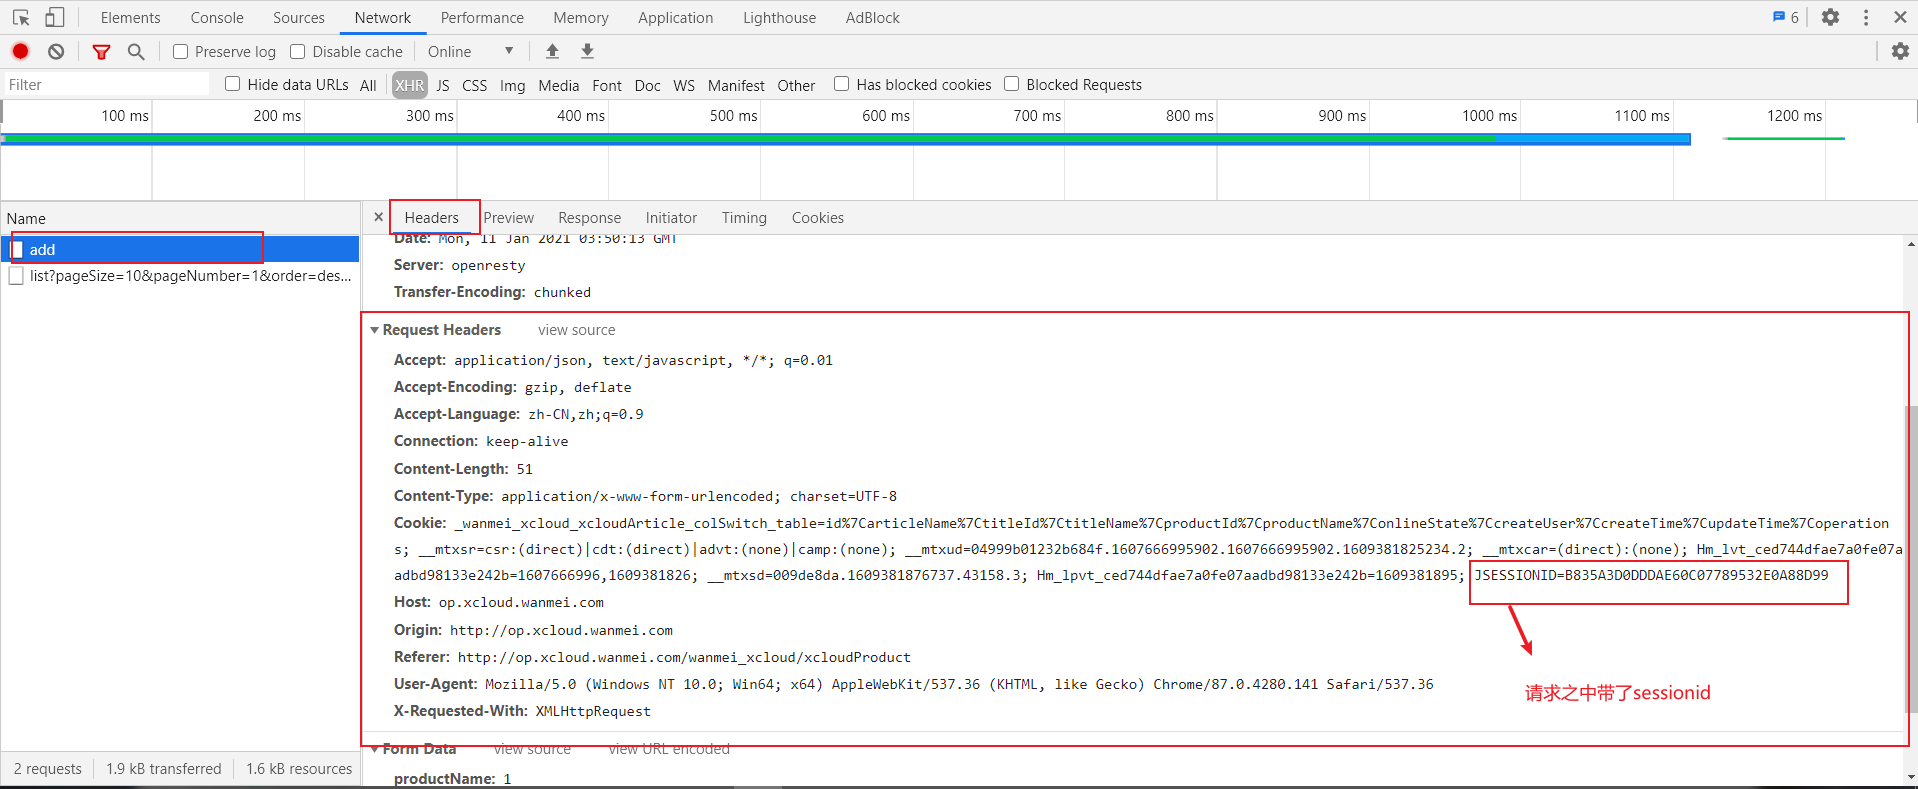 Elements Console Sources Network Performance Memory Application Lighthouse AdBlock 6
Preserve log Disable cache Online
Filter Hide data URLs All XHR JS CSS Img Media Font Doc WS Manifest Other Has blocked cookies Blocked Requests
100 ms 200 ms 300 ms 400 ms 500 ms 600 ms 700 ms 800 ms 900 ms 1000 ms 1100 ms 1200 ms
Name
add
list?pageSize=10&pageNumber=1&order=des...
Headers Preview Response Initiator Timing Cookies
Date: Mon, 11 Jan 2021 03:50:13 GMT
Server: openresty
Transfer-Encoding: chunked
Request Headers view source
Accept: application/json, text/javascript, */*; q=0.01
Accept-Encoding: gzip, deflate
Accept-Language: zh-CN,zh;q=0.9
Connection: keep-alive
Content-Length: 51
Content-Type: application/x-www-form-urlencoded; charset=UTF-8
Cookie: _wanmei_xcloud_xcloudArticle_colSwitch_table=id%7CarticleName%7CtitleId%7CtitleName%7CproductId%7CproductName%7ConlineState%7CcreateUser%7CcreateTime%7CupdateTime%7Coperation
s; __mtxsr=csr:(direct)|cdt:(direct)|advt:(none)|camp:(none); __mtxud=04999b01232b684f.1607666995902.1607666995902.1609381825234.2; __mtxcar=(direct):(none); Hm_lvt_ced744dfae7a0fe07a
adbd98133e242b=1607666996,1609381826; __mtxsd=009de8da.1609381876737.43158.3; Hm_lpvt_ced744dfae7a0fe07aadbd98133e242b=1609381895; JSESSIONID=B835A3D0DDDAE60C07789532E0A88D99
Host: op.xcloud.wanmei.com
Origin: http://op.xcloud.wanmei.com
Referer: http://op.xcloud.wanmei.com/wanmei_xcloud/xcloudProduct
User-Agent: Mozilla/5.0 (Windows NT 10.0; Win64; x64) AppleWebKit/537.36 (KHTML, like Gecko) Chrome/87.0.4280.141 Safari/537.36
请求之中带了sessionid
X-Requested-With: XMLHttpRequest
Form Data view source view URL encoded
productName: 1
2 requests 1.9 kB transferred 1.6 kB resources